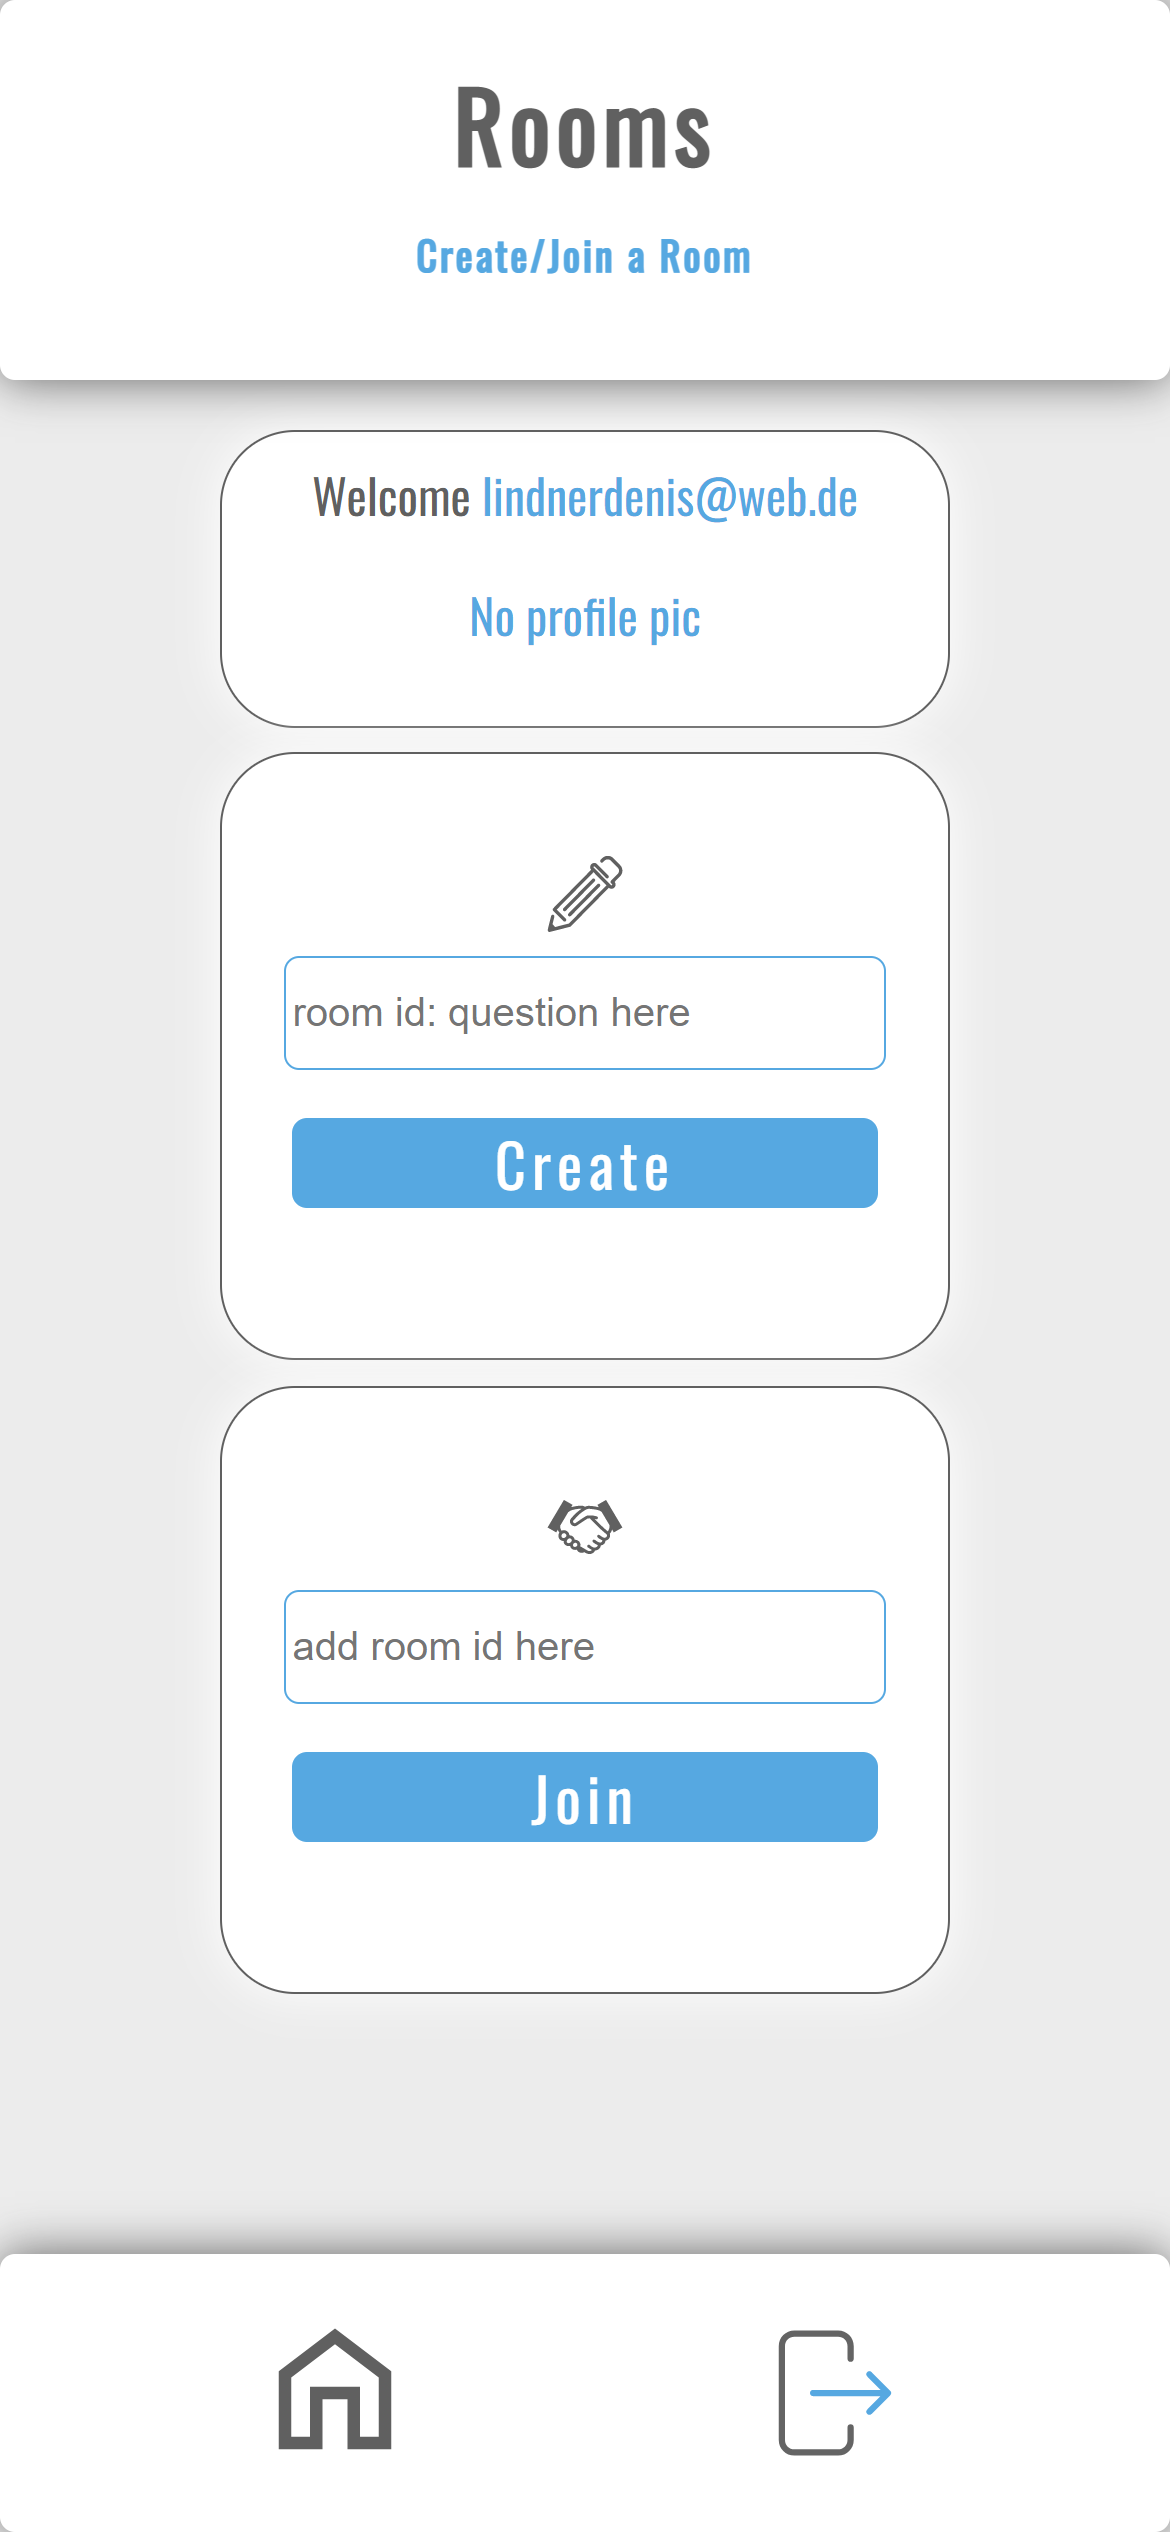 Rooms
Create/Join a Room
Welcome lindnerdenis@web.de
No profile pic
room id: question here
Create
add room id here
Join